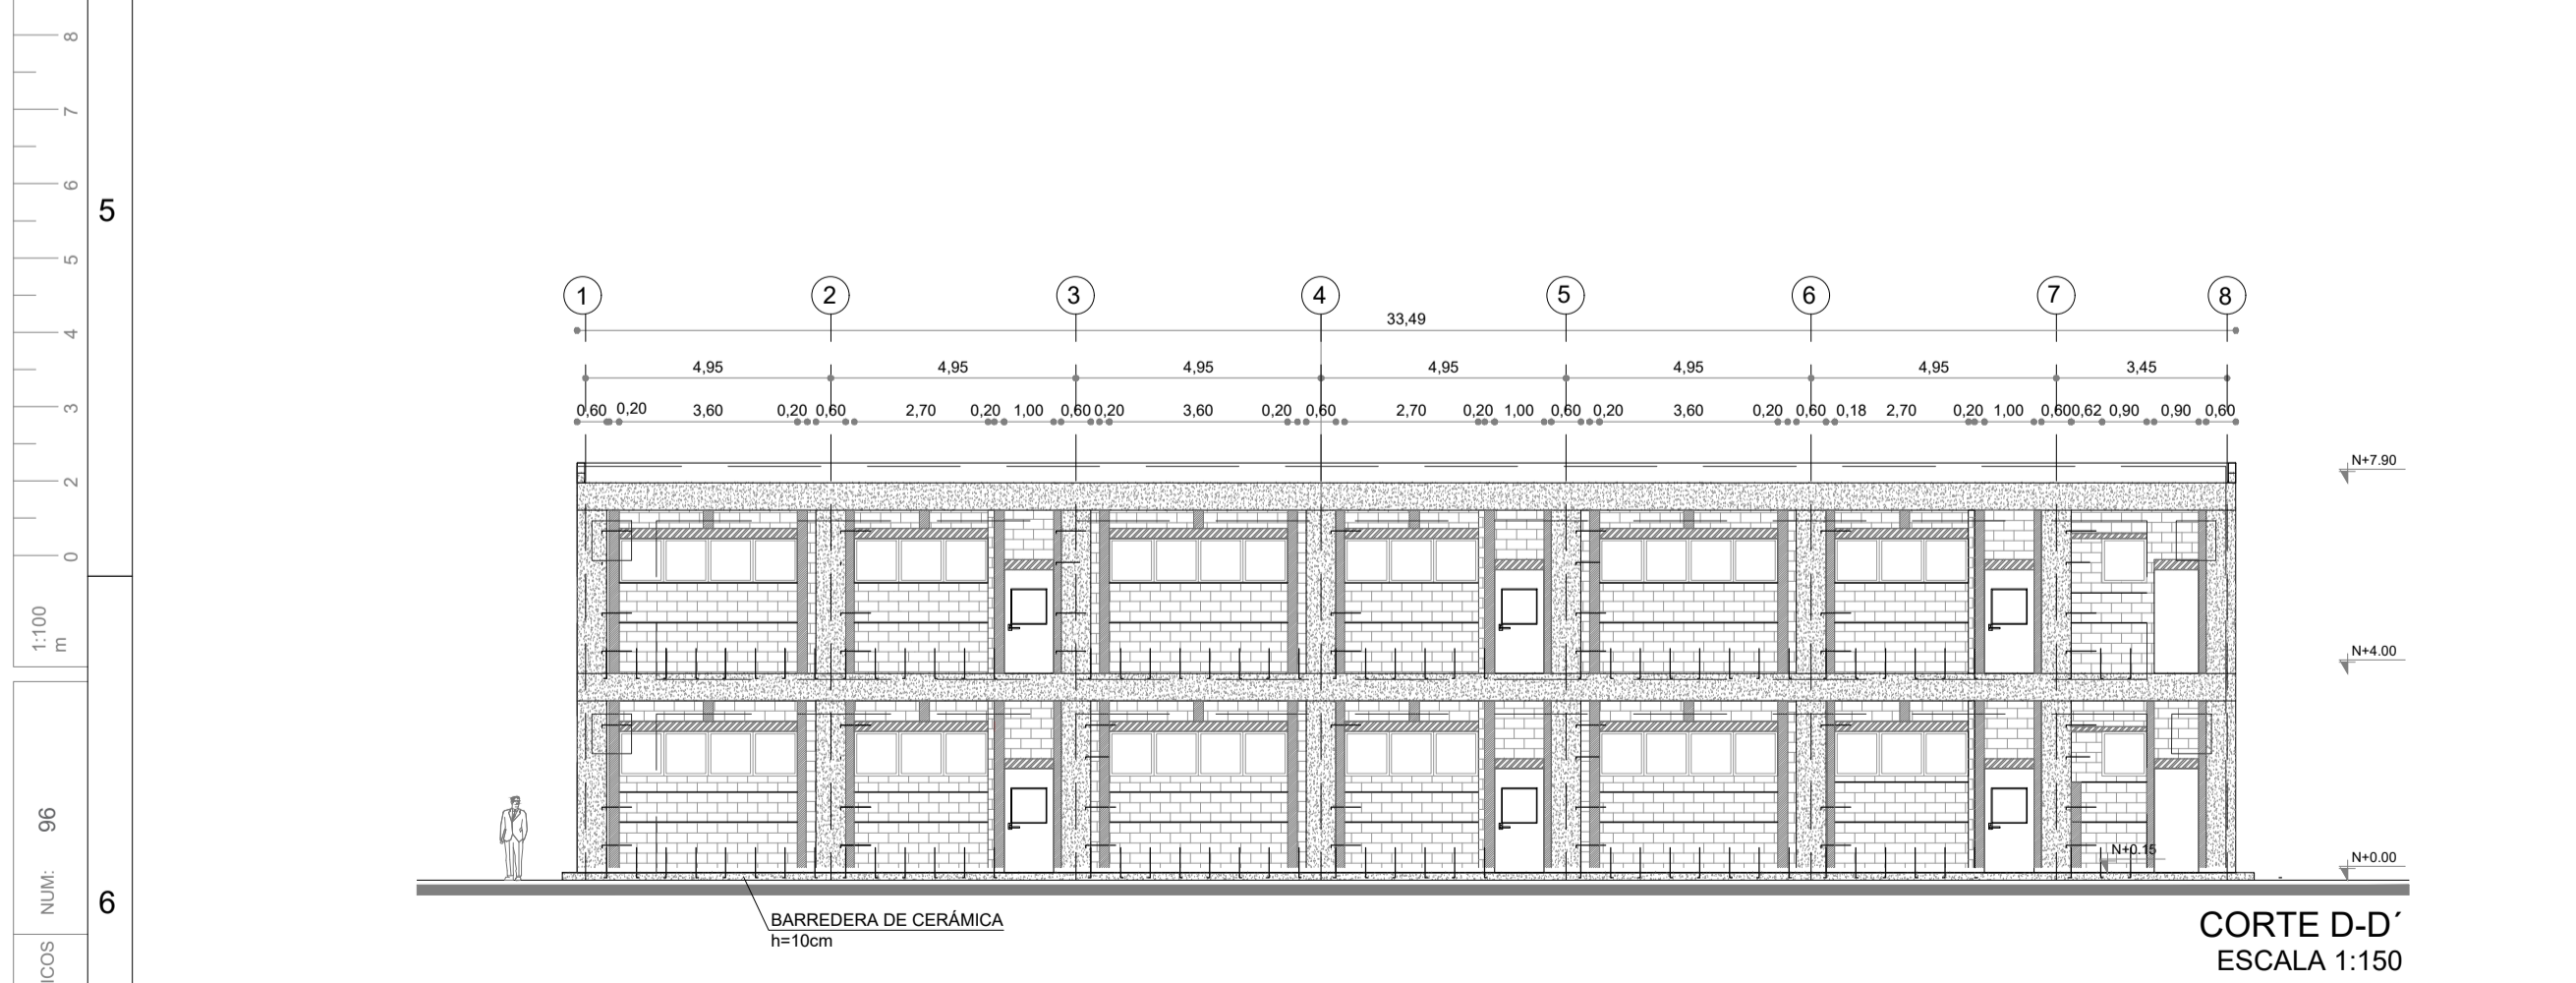 8
7
6
5
4
3
2
0
1:100
m
NUM: 96
ICOS
5
6
1 2 3 4 5 6 7 8
33,49
4,95 4,95 4,95 4,95 4,95 4,95 3,45
0,60 0,20 3,60 0,20 0,60 2,70 0,20 1,00 0,60 0,20 3,60 0,20 0,60 2,70 0,20 1,00 0,60 0,20 3,60 0,20 0,60 0,18 2,70 0,20 1,00 0,60 0,62 0,90 0,90 0,60
N+7.90
N+4.00
N+0.15
N+0.00
BARREDERA DE CERÁMICA
h=10cm
CORTE D-D´
ESCALA 1:150